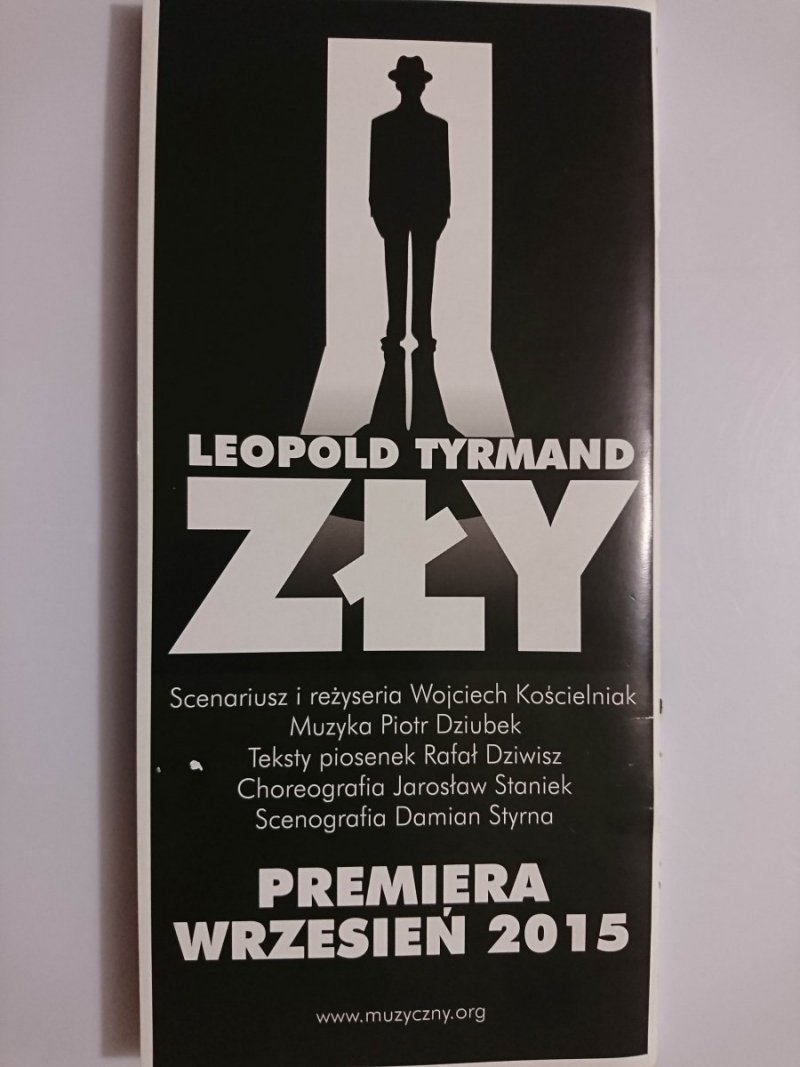 LEOPOLD TYRMAND
ZŁY
Scenariusz i reżyseria Wojciech Kościelniak
Muzyka Piotr Dziubek
Teksty piosenek Rafał Dziwisz
Choreografia Jarosław Staniek
Scenografia Damian Styrna
PREMIERA
WRZESIEŃ 2015
www.muzyczny.org